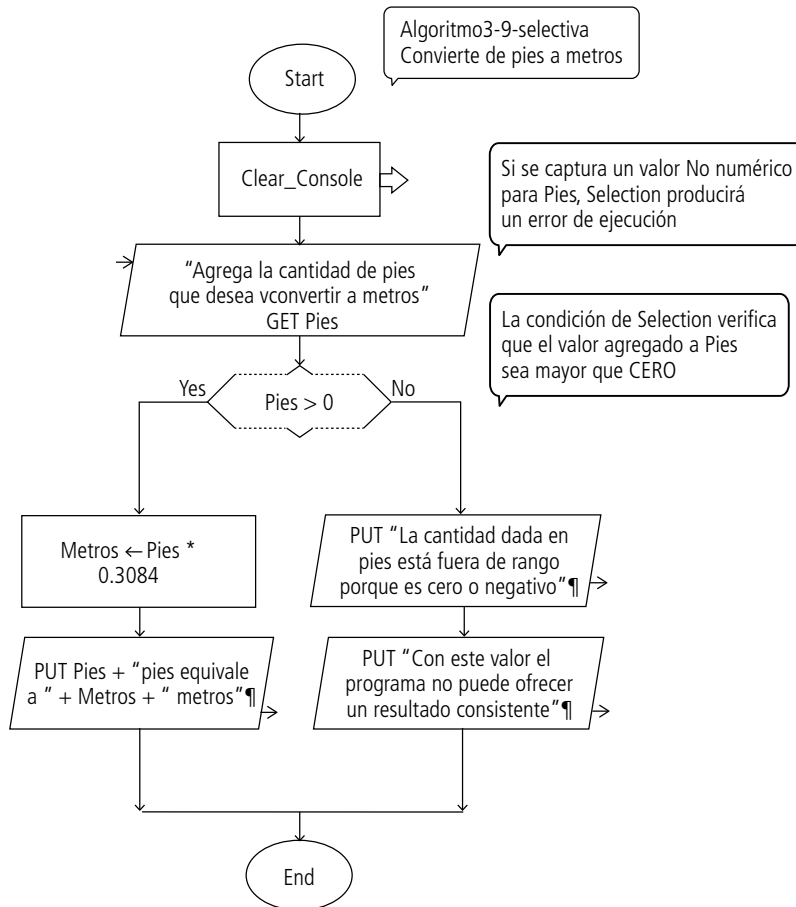 Algoritmo3-9-selectiva
Convierte de pies a metros
Start
Clear_Console
Si se captura un valor No numérico
para Pies, Selection producirá
un error de ejecución
"Agrega la cantidad de pies
que desea vconvertir a metros"
GET Pies
La condición de Selection verifica
que el valor agregado a Pies
sea mayor que CERO
Yes
Pies > 0
No
Metros ← Pies *
0.3084
PUT "La cantidad dada en
pies está fuera de rango
porque es cero o negativo"¶
PUT Pies + "pies equivale
a " + Metros + " metros"¶
PUT "Con este valor el
programa no puede ofrecer
un resultado consistente"¶
End